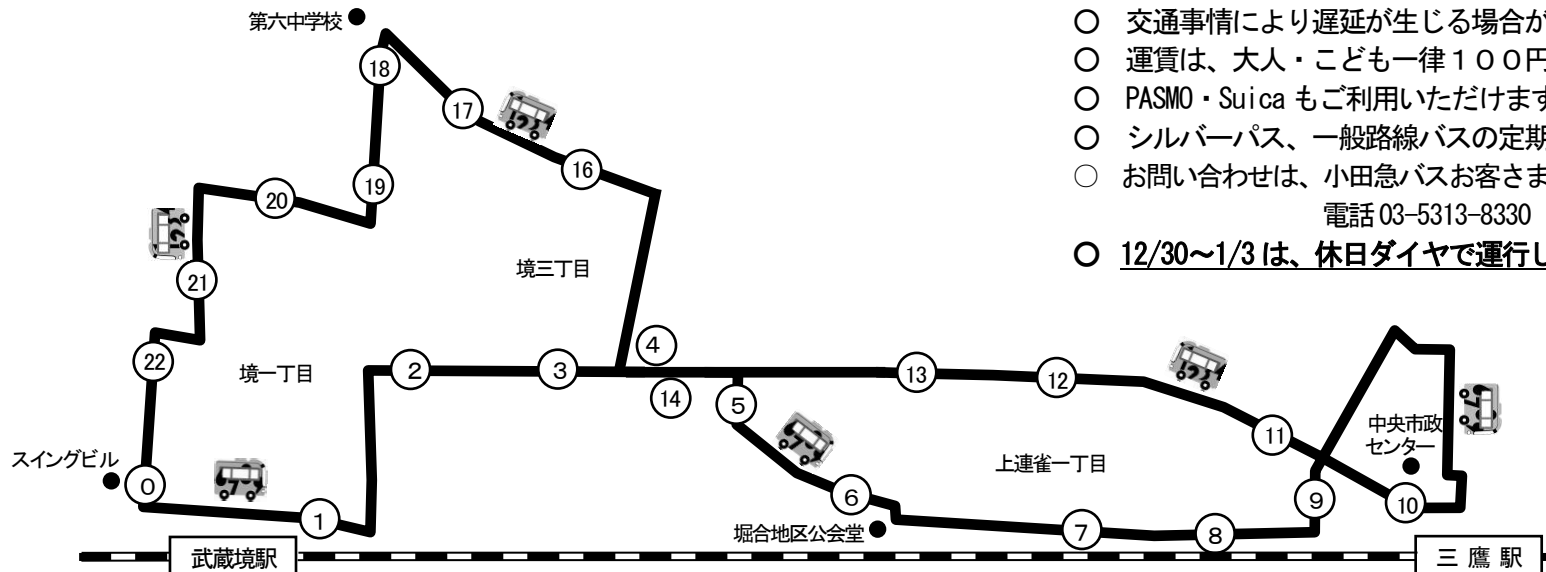 第六中学校
○ 交通事情により遅延が生じる場合が
○ 運賃は、大人・こども一律１００円
○ PASMO・Suica もご利用いただけます
○ シルバーパス、一般路線バスの定期
○ お問い合わせは、小田急バスお客さま
電話 03-5313-8330
○ 12/30～1/3 は、休日ダイヤで運行し
18
17
16
19
20
21
境三丁目
22
境一丁目
2
3
4
14
5
13
12
11
中央市政
センター
スイングビル
0
1
6
上連雀一丁目
9
10
堀合地区公会堂
7
8
武蔵境駅
三鷹駅